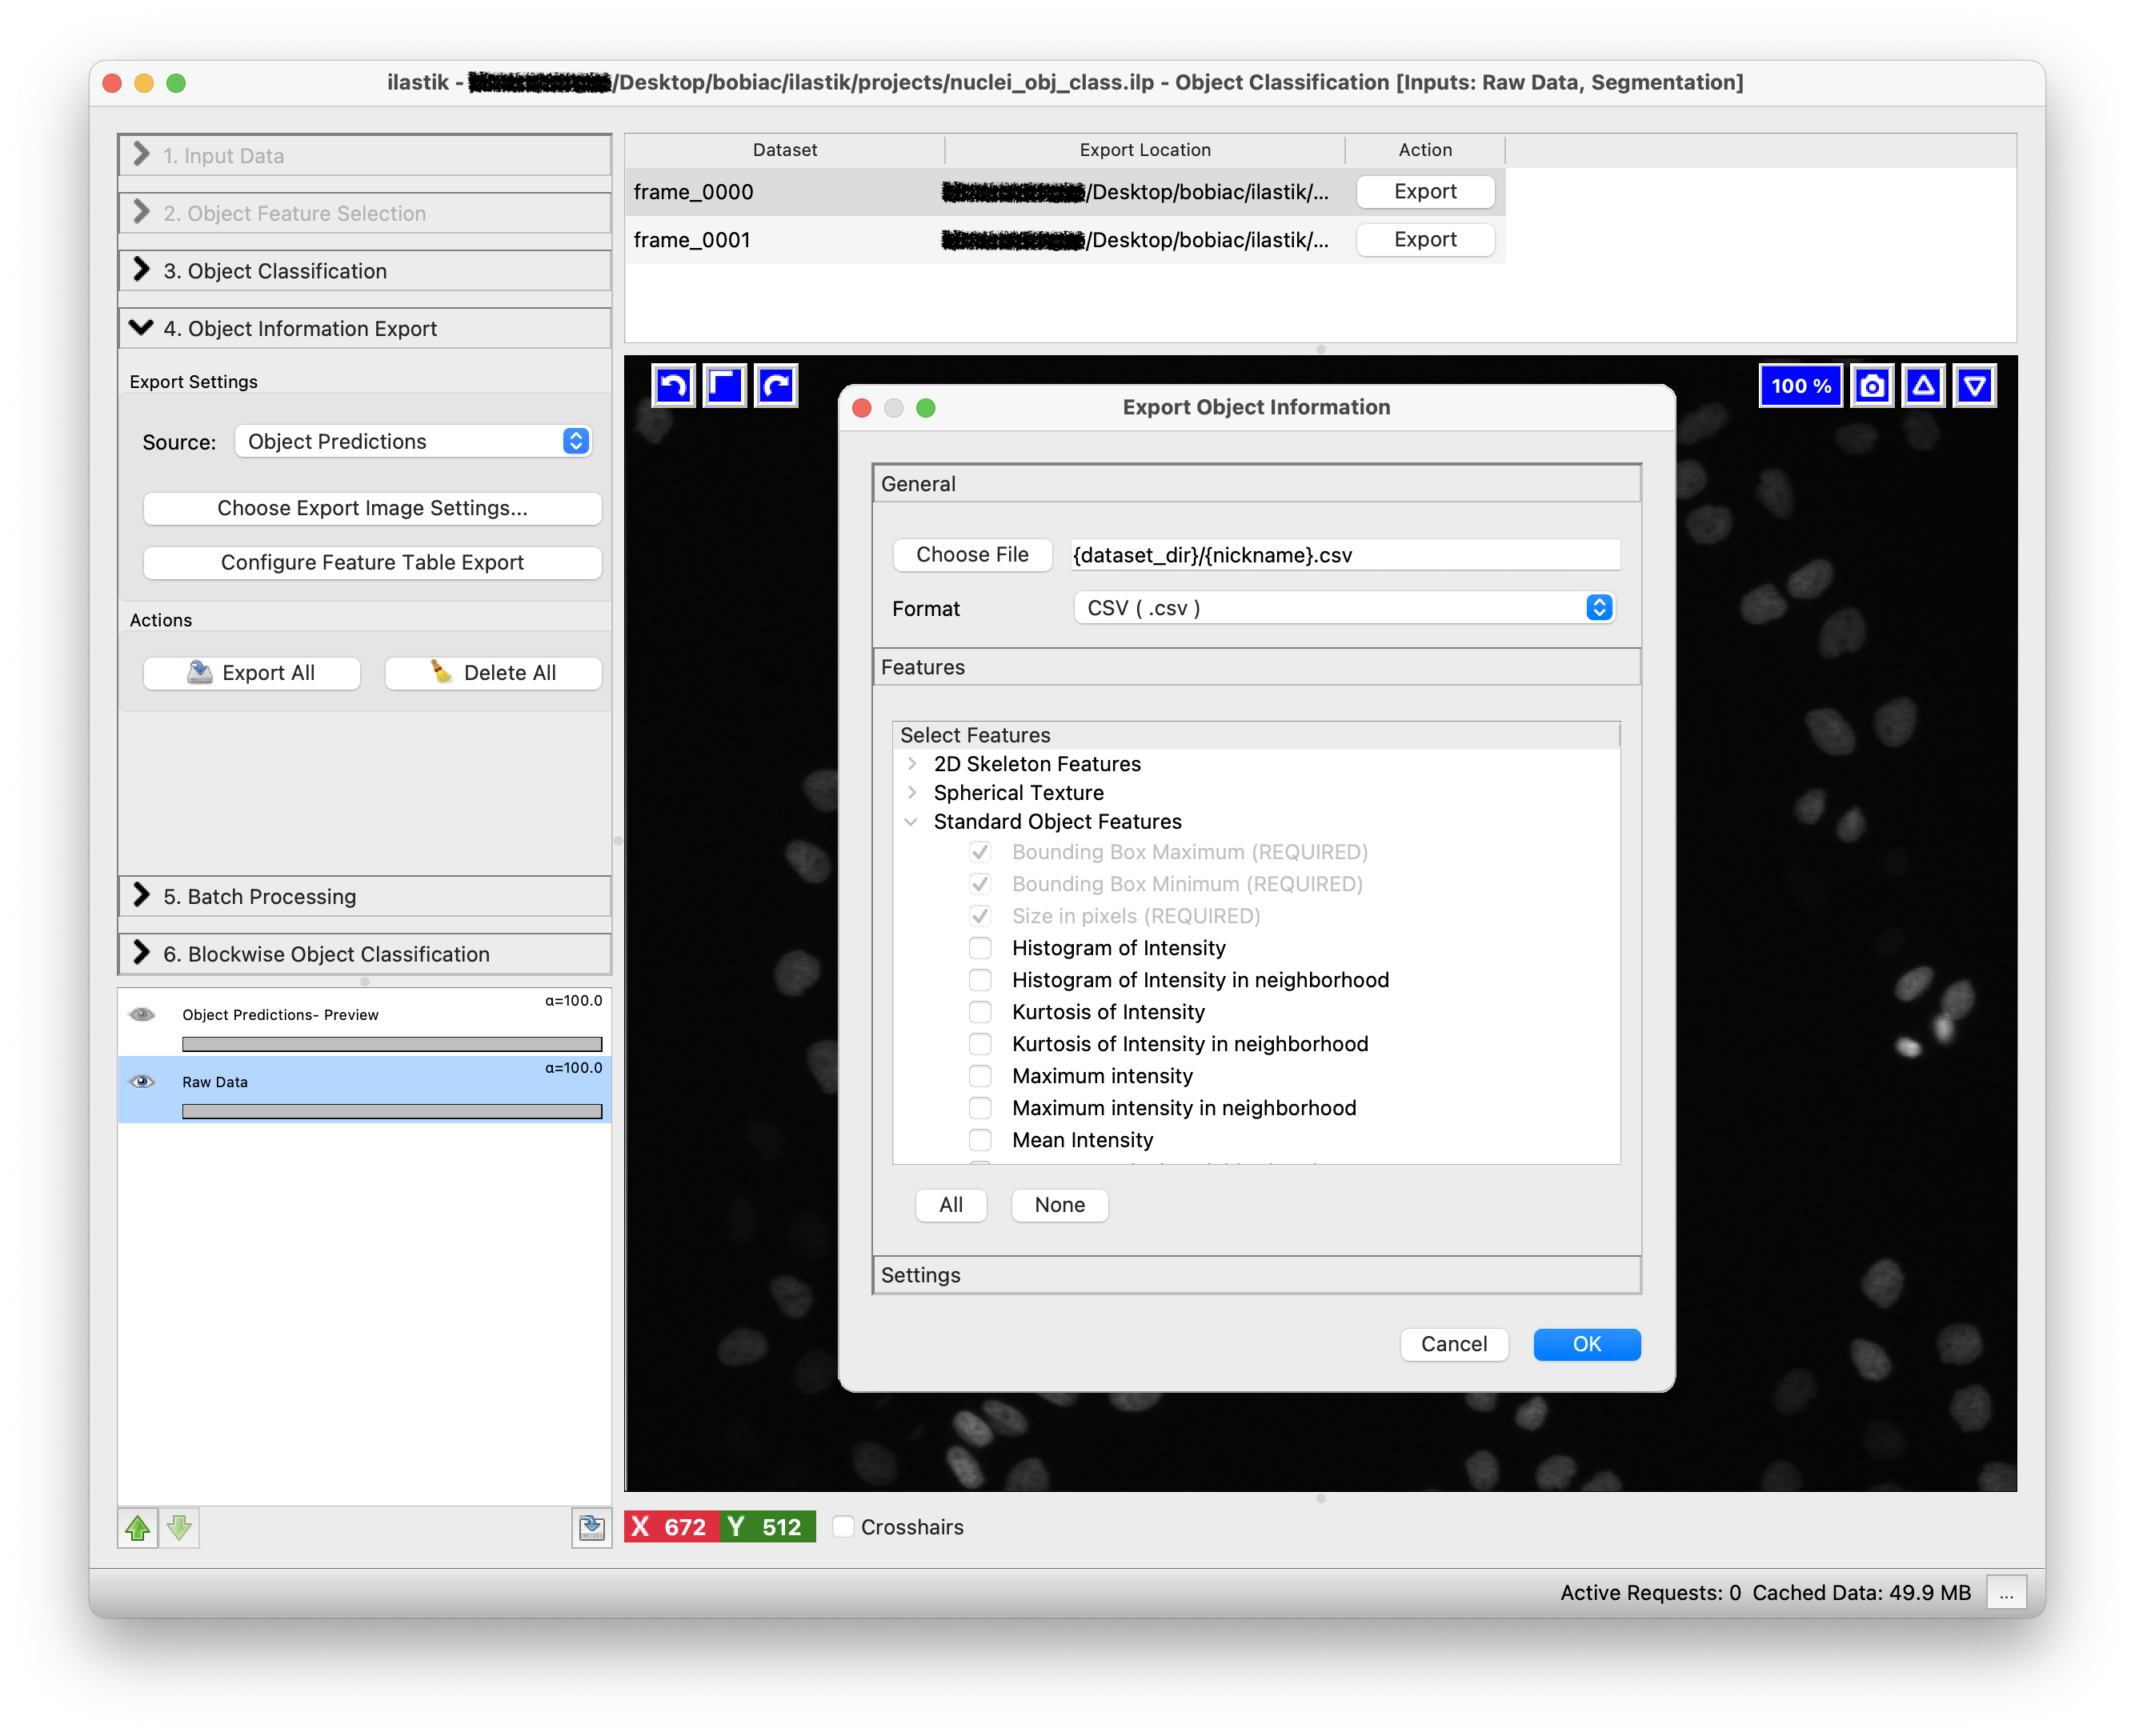 ilastik - /Desktop/bobiac/ilastik/projects/nuclei_obj_class.ilp - Object Classification [Inputs: Raw Data, Segmentation]
1. Input Data
2. Object Feature Selection
3. Object Classification
4. Object Information Export
Export Settings
Source: Object Predictions
Choose Export Image Settings...
Configure Feature Table Export
Actions
Export All Delete All
5. Batch Processing
6. Blockwise Object Classification
α=100.0
Object Predictions- Preview
α=100.0
Raw Data
Dataset Export Location Action
frame_0000 /Desktop/bobiac/ilastik/... Export
frame_0001 /Desktop/bobiac/ilastik/... Export
100 %
Export Object Information
General
Choose File {dataset_dir}/{nickname}.csv
Format CSV ( .csv )
Features
Select Features
2D Skeleton Features
Spherical Texture
Standard Object Features
Bounding Box Maximum (REQUIRED)
Bounding Box Minimum (REQUIRED)
Size in pixels (REQUIRED)
Histogram of Intensity
Histogram of Intensity in neighborhood
Kurtosis of Intensity
Kurtosis of Intensity in neighborhood
Maximum intensity
Maximum intensity in neighborhood
Mean Intensity
All None
Settings
Cancel OK
X 672 Y 512 Crosshairs
Active Requests: 0 Cached Data: 49.9 MB ...